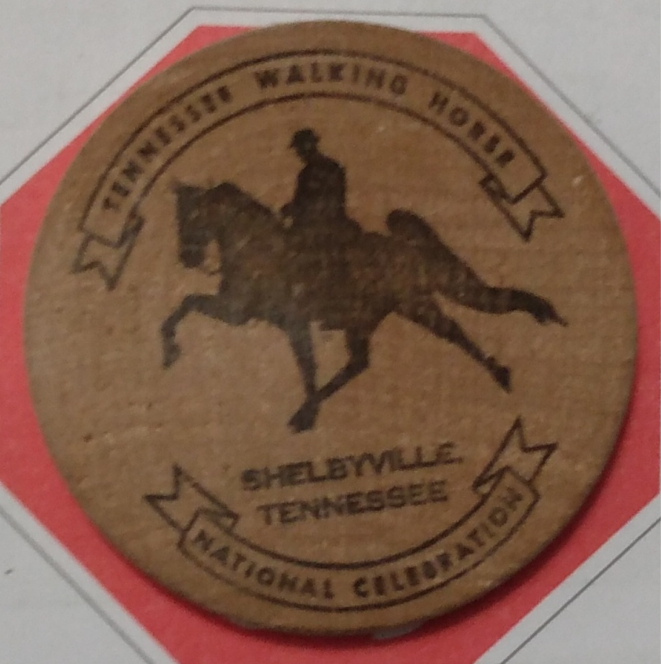 TENNESSEE WALKING HORSE
SHELBYVILLE,
TENNESSEE
NATIONAL CELEBRATION